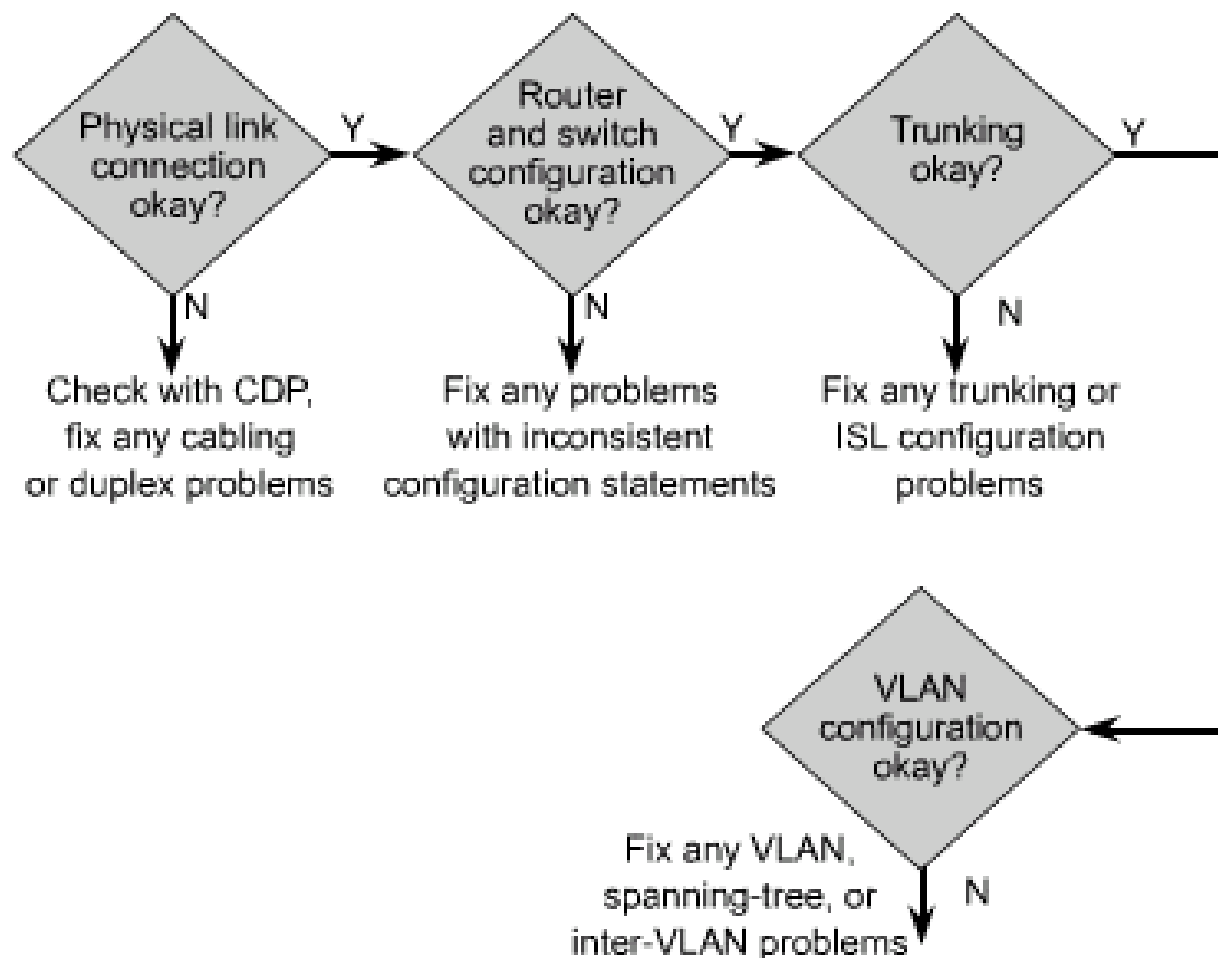 Physical link
connection
okay?
Y
N
Check with CDP,
fix any cabling
or duplex problems
Router
and switch
configuration
okay?
Y
N
Fix any problems
with inconsistent
configuration statements
Trunking
okay?
Y
N
Fix any trunking or
ISL configuration
problems
VLAN
configuration
okay?
N
Fix any VLAN,
spanning-tree, or
inter-VLAN problems